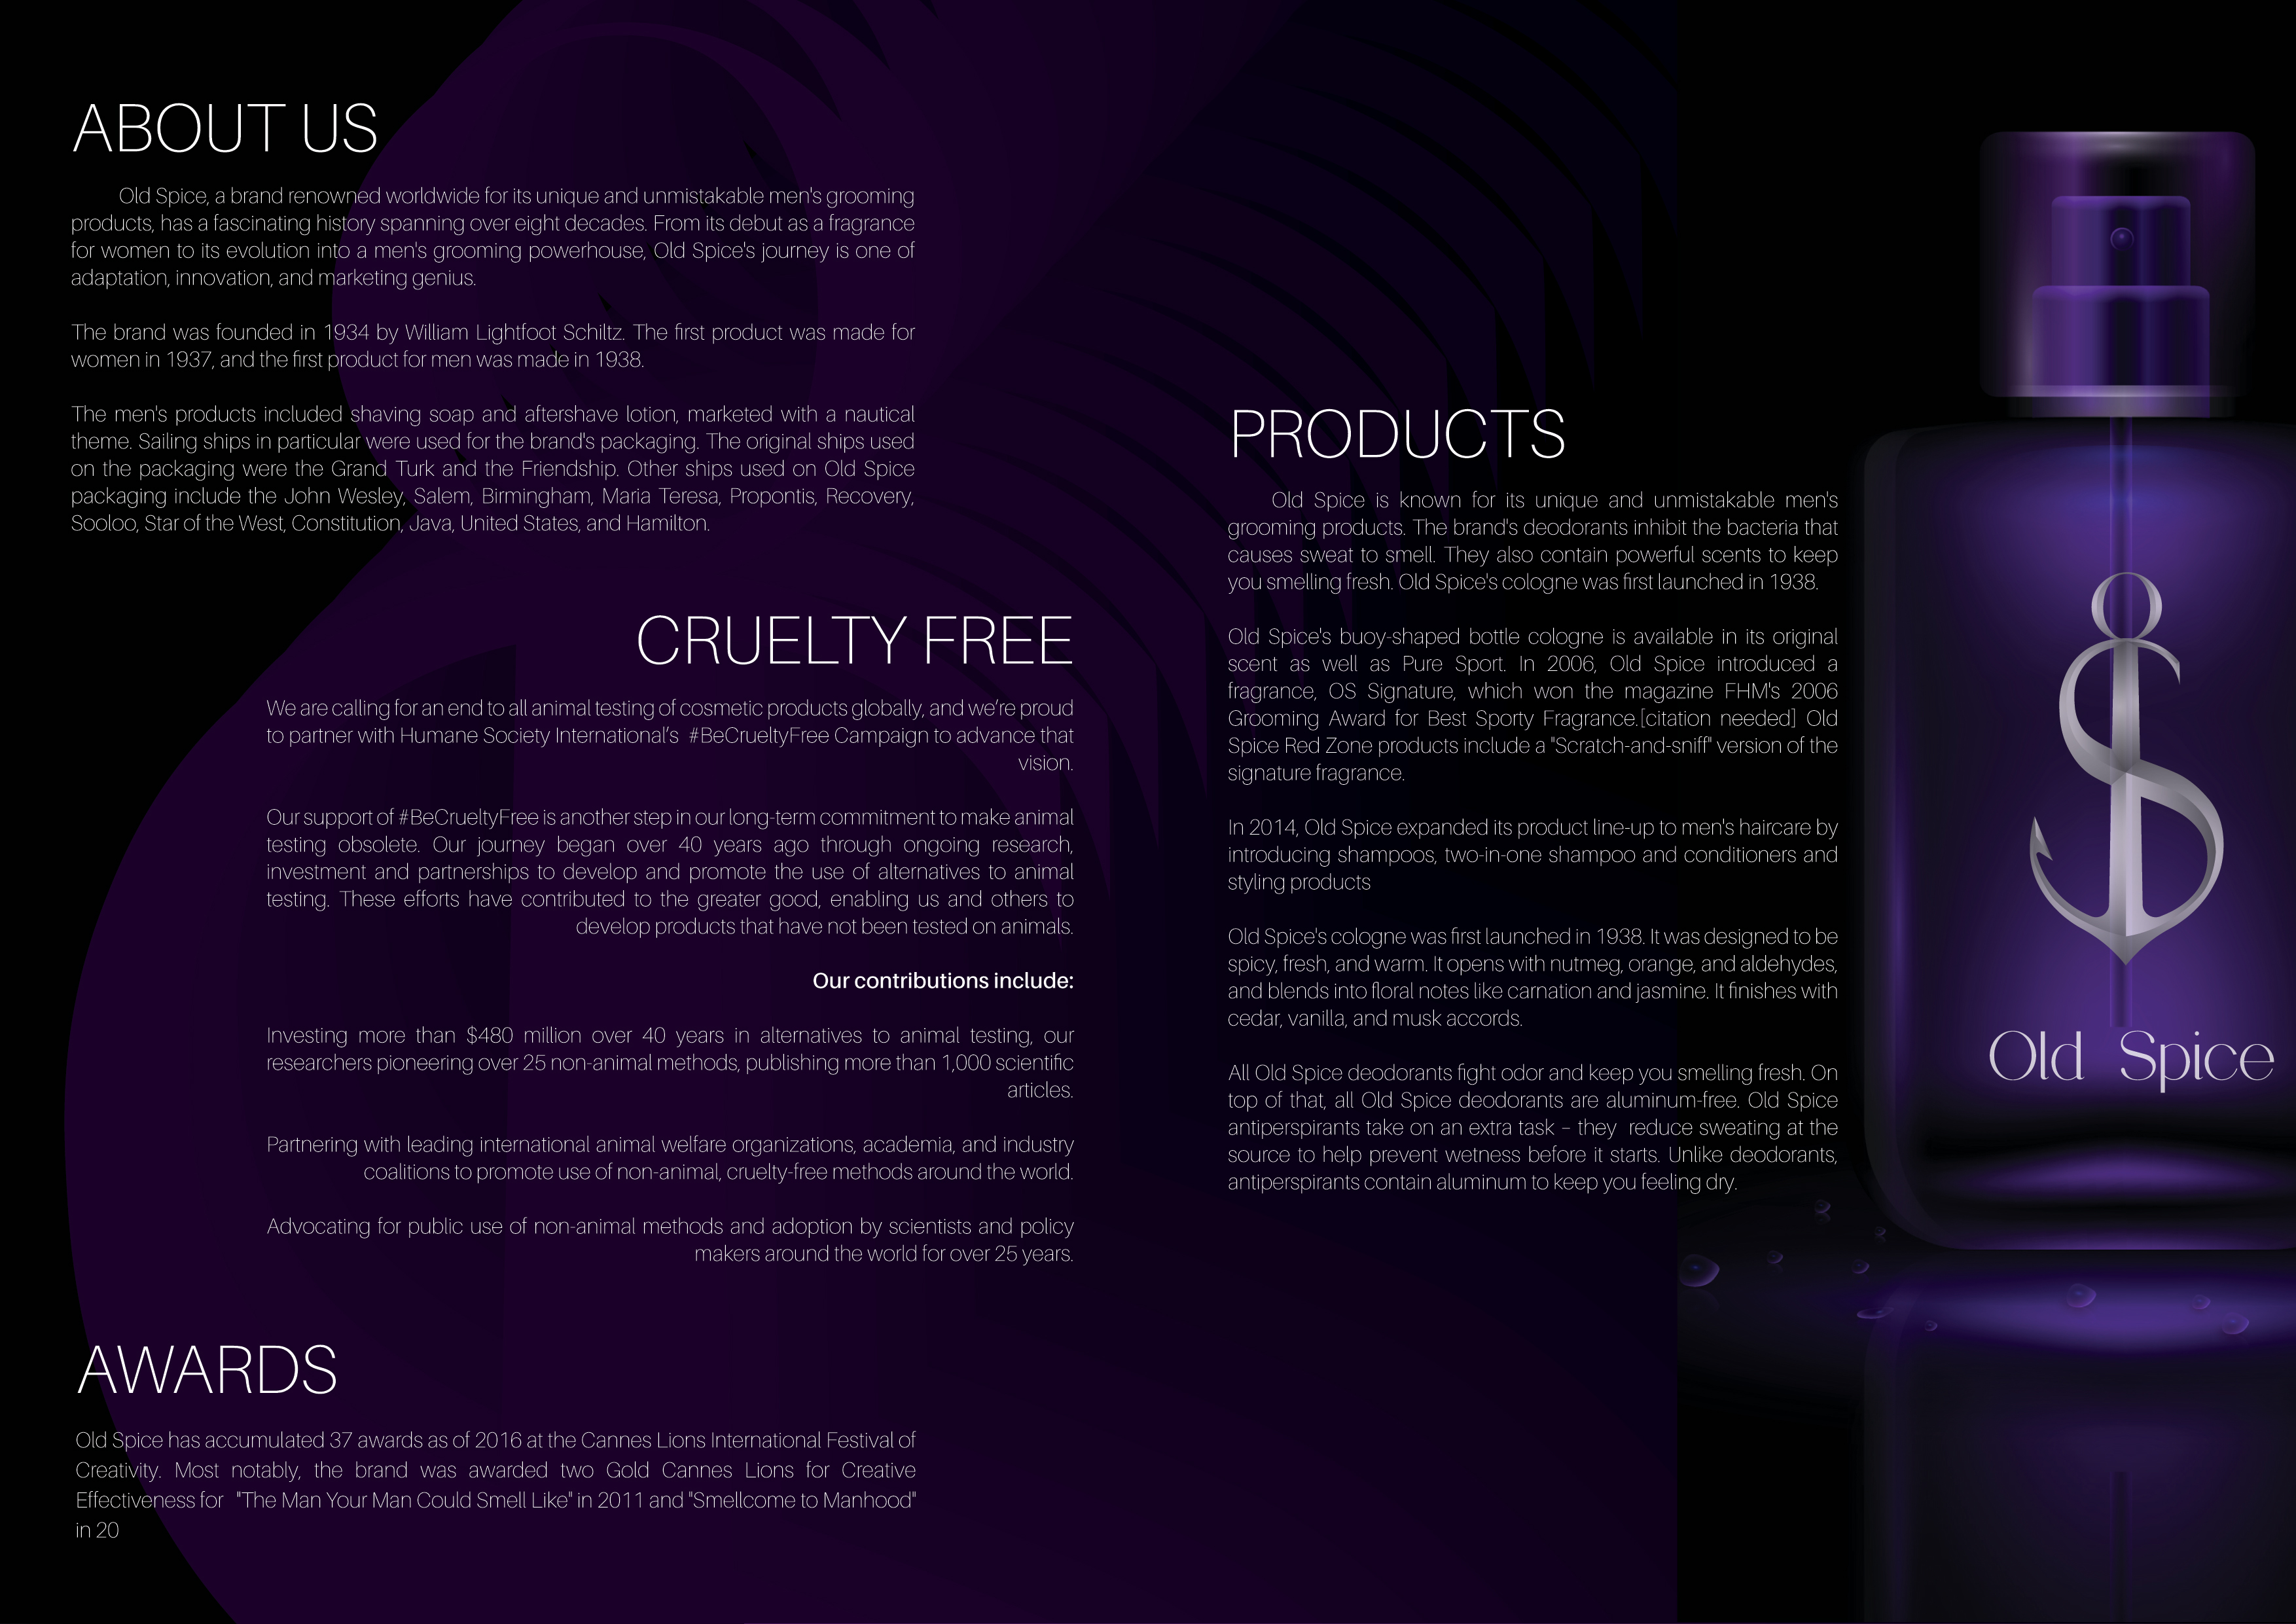 ABOUT US
Old Spice, a brand renowned worldwide for its unique and unmistakable men's grooming
products, has a fascinating history spanning over eight decades. From its debut as a fragrance
for women to its evolution into a men's grooming powerhouse, Old Spice's journey is one of
adaptation, innovation, and marketing genius.
The brand was founded in 1934 by William Lightfoot Schiltz. The first product was made for
women in 1937, and the first product for men was made in 1938.
The men's products included shaving soap and aftershave lotion, marketed with a nautical
theme. Sailing ships in particular were used for the brand's packaging. The original ships used
on the packaging were the Grand Turk and the Friendship. Other ships used on Old Spice
packaging include the John Wesley, Salem, Birmingham, Maria Teresa, Propontis, Recovery,
Sooloo, Star of the West, Constitution, Java, United States, and Hamilton.
CRUELTY FREE
We are calling for an end to all animal testing of cosmetic products globally, and we’re proud
to partner with Humane Society International’s #BeCrueltyFree Campaign to advance that
vision.
Our support of #BeCrueltyFree is another step in our long-term commitment to make animal
testing obsolete. Our journey began over 40 years ago through ongoing research,
investment and partnerships to develop and promote the use of alternatives to animal
testing. These efforts have contributed to the greater good, enabling us and others to
develop products that have not been tested on animals.
Our contributions include:
Investing more than $480 million over 40 years in alternatives to animal testing, our
researchers pioneering over 25 non-animal methods, publishing more than 1,000 scientific
articles.
Partnering with leading international animal welfare organizations, academia, and industry
coalitions to promote use of non-animal, cruelty-free methods around the world.
Advocating for public use of non-animal methods and adoption by scientists and policy
makers around the world for over 25 years.
AWARDS
Old Spice has accumulated 37 awards as of 2016 at the Cannes Lions International Festival of
Creativity. Most notably, the brand was awarded two Gold Cannes Lions for Creative
Effectiveness for "The Man Your Man Could Smell Like" in 2011 and "Smellcome to Manhood"
in 20
PRODUCTS
Old Spice is known for its unique and unmistakable men's
grooming products. The brand's deodorants inhibit the bacteria that
causes sweat to smell. They also contain powerful scents to keep
you smelling fresh. Old Spice's cologne was first launched in 1938.
Old Spice's buoy-shaped bottle cologne is available in its original
scent as well as Pure Sport. In 2006, Old Spice introduced a
fragrance, OS Signature, which won the magazine FHM's 2006
Grooming Award for Best Sporty Fragrance.[citation needed] Old
Spice Red Zone products include a "Scratch-and-sniff" version of the
signature fragrance.
In 2014, Old Spice expanded its product line-up to men's haircare by
introducing shampoos, two-in-one shampoo and conditioners and
styling products
Old Spice's cologne was first launched in 1938. It was designed to be
spicy, fresh, and warm. It opens with nutmeg, orange, and aldehydes,
and blends into floral notes like carnation and jasmine. It finishes with
cedar, vanilla, and musk accords.
All Old Spice deodorants fight odor and keep you smelling fresh. On
top of that, all Old Spice deodorants are aluminum-free. Old Spice
antiperspirants take on an extra task – they reduce sweating at the
source to help prevent wetness before it starts. Unlike deodorants,
antiperspirants contain aluminum to keep you feeling dry.
Old Spice